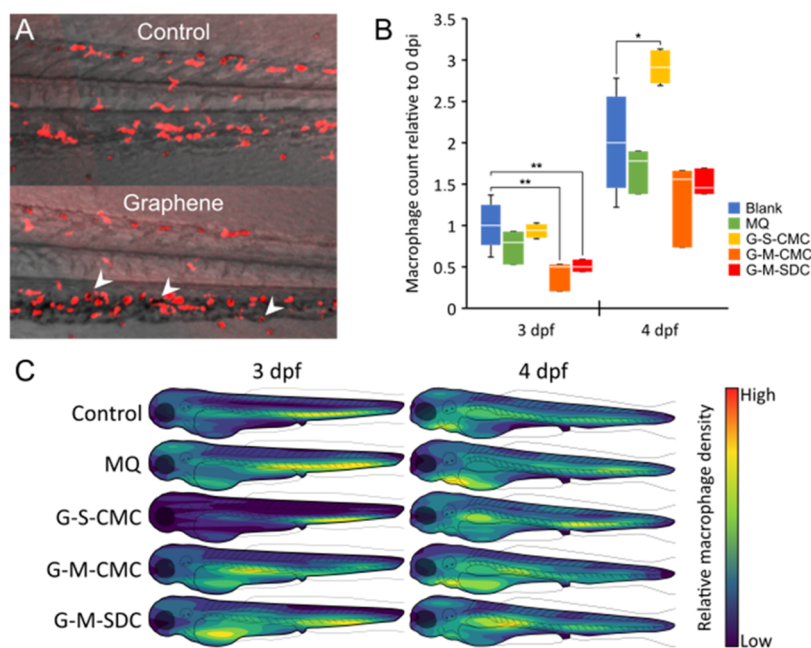 A
Control
Graphene
B
Macrophage count relative to 0 dpi
3.5
3
2.5
2
1.5
1
0.5
0
*
**
**
3 dpf
4 dpf
Blank
MQ
G-S-CMC
G-M-CMC
G-M-SDC
C
3 dpf
4 dpf
Control
MQ
G-S-CMC
G-M-CMC
G-M-SDC
High
Relative macrophage density
Low